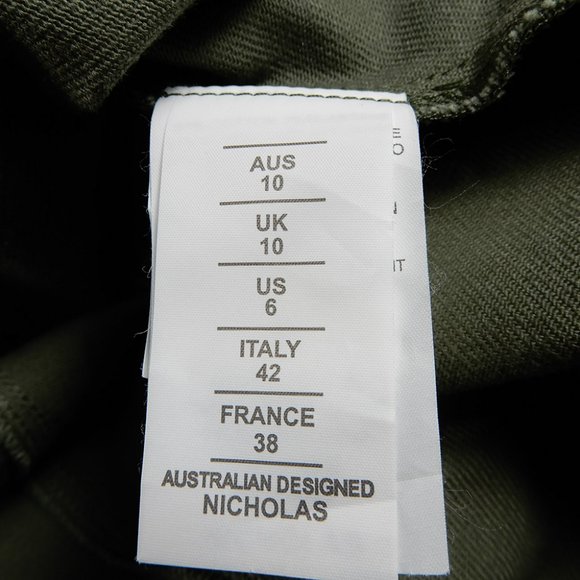 AUS
10
UK
10
US
6
ITALY
42
FRANCE
38
AUSTRALIAN DESIGNED
NICHOLAS